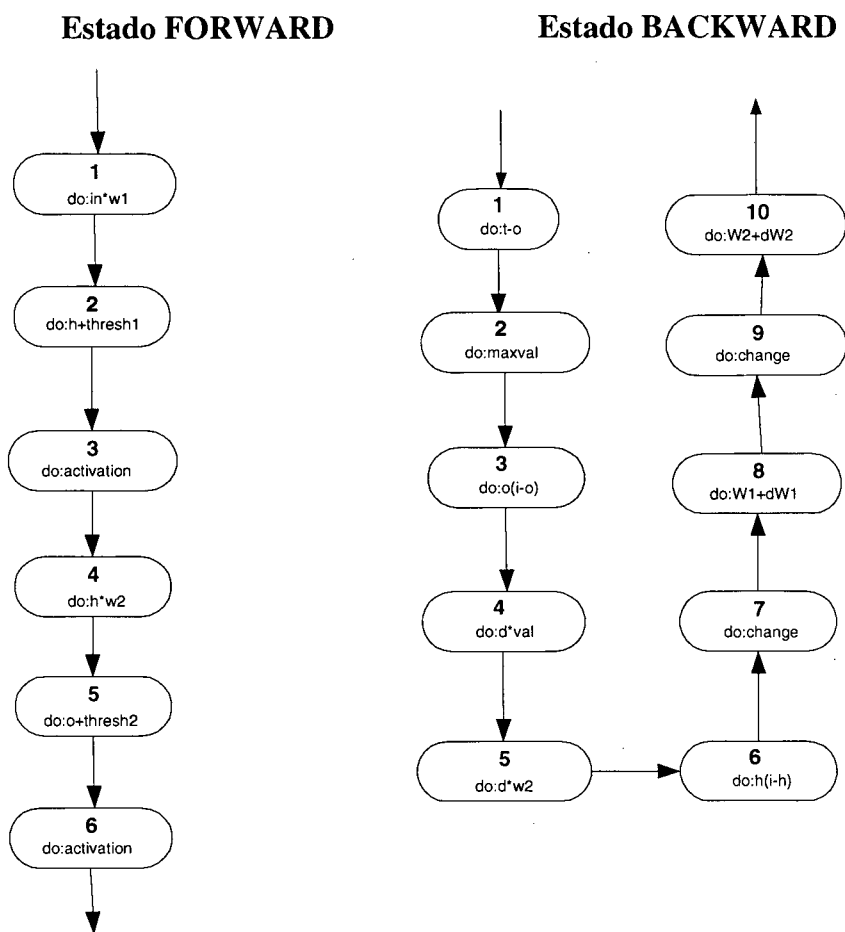 Estado FORWARD
1
do:in*w1
2
do:h+thresh1
3
do:activation
4
do:h*w2
5
do:o+thresh2
6
do:activation
Estado BACKWARD
1
do:t-o
2
do:maxval
3
do:o(i-o)
4
do:d*val
5
do:d*w2
6
do:h(i-h)
7
do:change
8
do:W1+dW1
9
do:change
10
do:W2+dW2